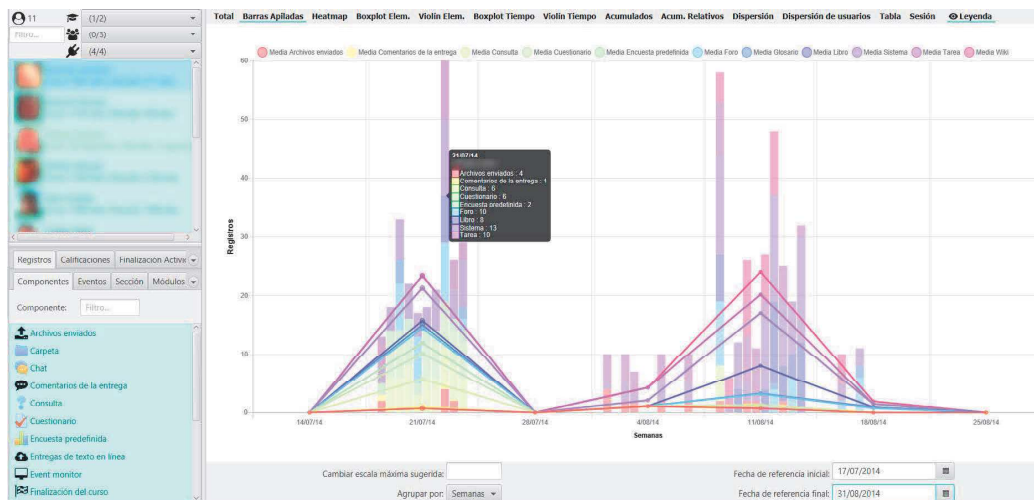 11 (1/2)
Filtro... (0/3)
(4/4)
Total Barras Apiladas Heatmap Boxplot Elem. Violin Elem. Boxplot Tiempo Violin Tiempo Acumulados Acum. Relativos Dispersión Dispersión de usuarios Tabla Sesión Leyenda
Media Archivos enviados Media Comentarios de la entrega Media Consulta Media Cuestionario Media Encuesta predefinida Media Foro Media Glosario Media Libro Media Sistema Media Tarea Media Wiki
60
50
40
30
20
10
0
Registros
31/07/14
Archivos enviados : 4
Comentarios de la entrega : 1
Consulta : 6
Cuestionario : 6
Encuesta predefinida : 2
Foro : 10
Libro : 8
Sistema : 13
Tarea : 10
14/07/14 21/07/14 28/07/14 4/08/14 11/08/14 18/08/14 25/08/14
Semanas
Registros Calificaciones Finalización Activi
Componentes Eventos Sección Módulos
Componente: Filtro...
Archivos enviados
Carpeta
Chat
Comentarios de la entrega
Consulta
Cuestionario
Encuesta predefinida
Entregas de texto en línea
Event monitor
Finalización del curso
Cambiar escala máxima sugerida:
Agrupar por: Semanas
Fecha de referencia inicial: 17/07/2014
Fecha de referencia final: 31/08/2014